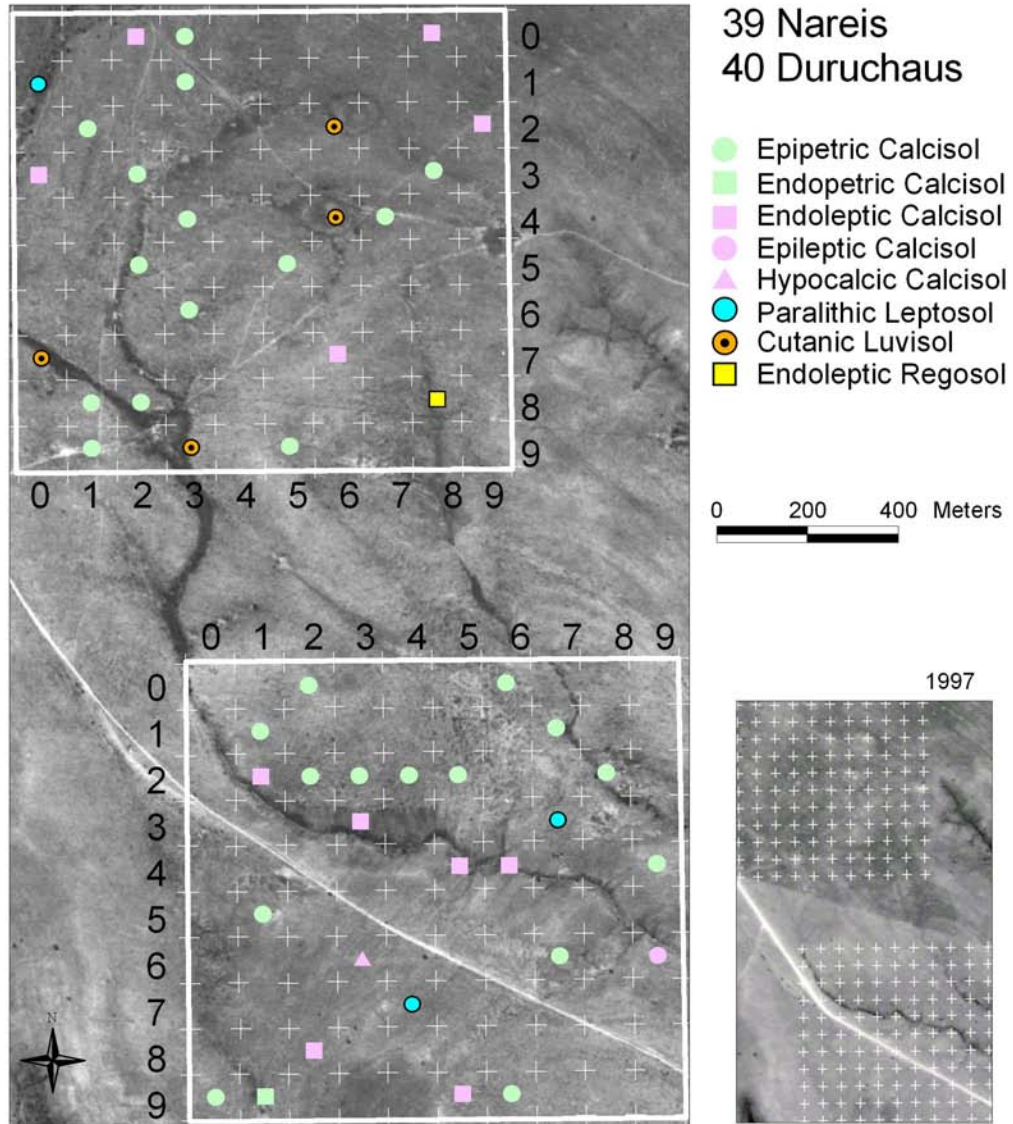 39 Nareis
40 Duruchaus
Epipetric Calcisol
Endopetric Calcisol
Endoleptic Calcisol
Epileptic Calcisol
Hypocalcic Calcisol
Paralithic Leptosol
Cutanic Luvisol
Endoleptic Regosol
0 200 400 Meters
0
1
2
3
4
5
6
7
8
9
0 1 2 3 5 6 7 8 9
0 1 2 3 4 5 6 7 8 9
0
1
2
3
4
5
6
7
8
9
1997
N